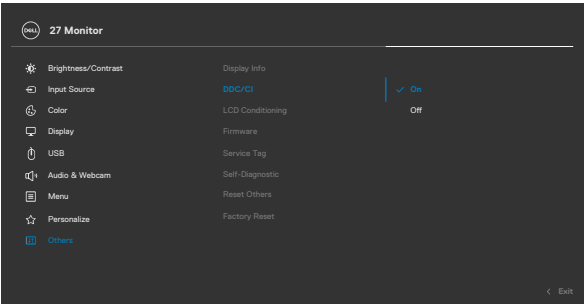 DELL 27 Monitor
Brightness/Contrast Display Info
Input Source DDC/CI On
Color LCD Conditioning Off
Display Firmware
USB Service Tag
Audio & Webcam Self-Diagnostic
Menu Reset Others
Personalize Factory Reset
Others
Exit